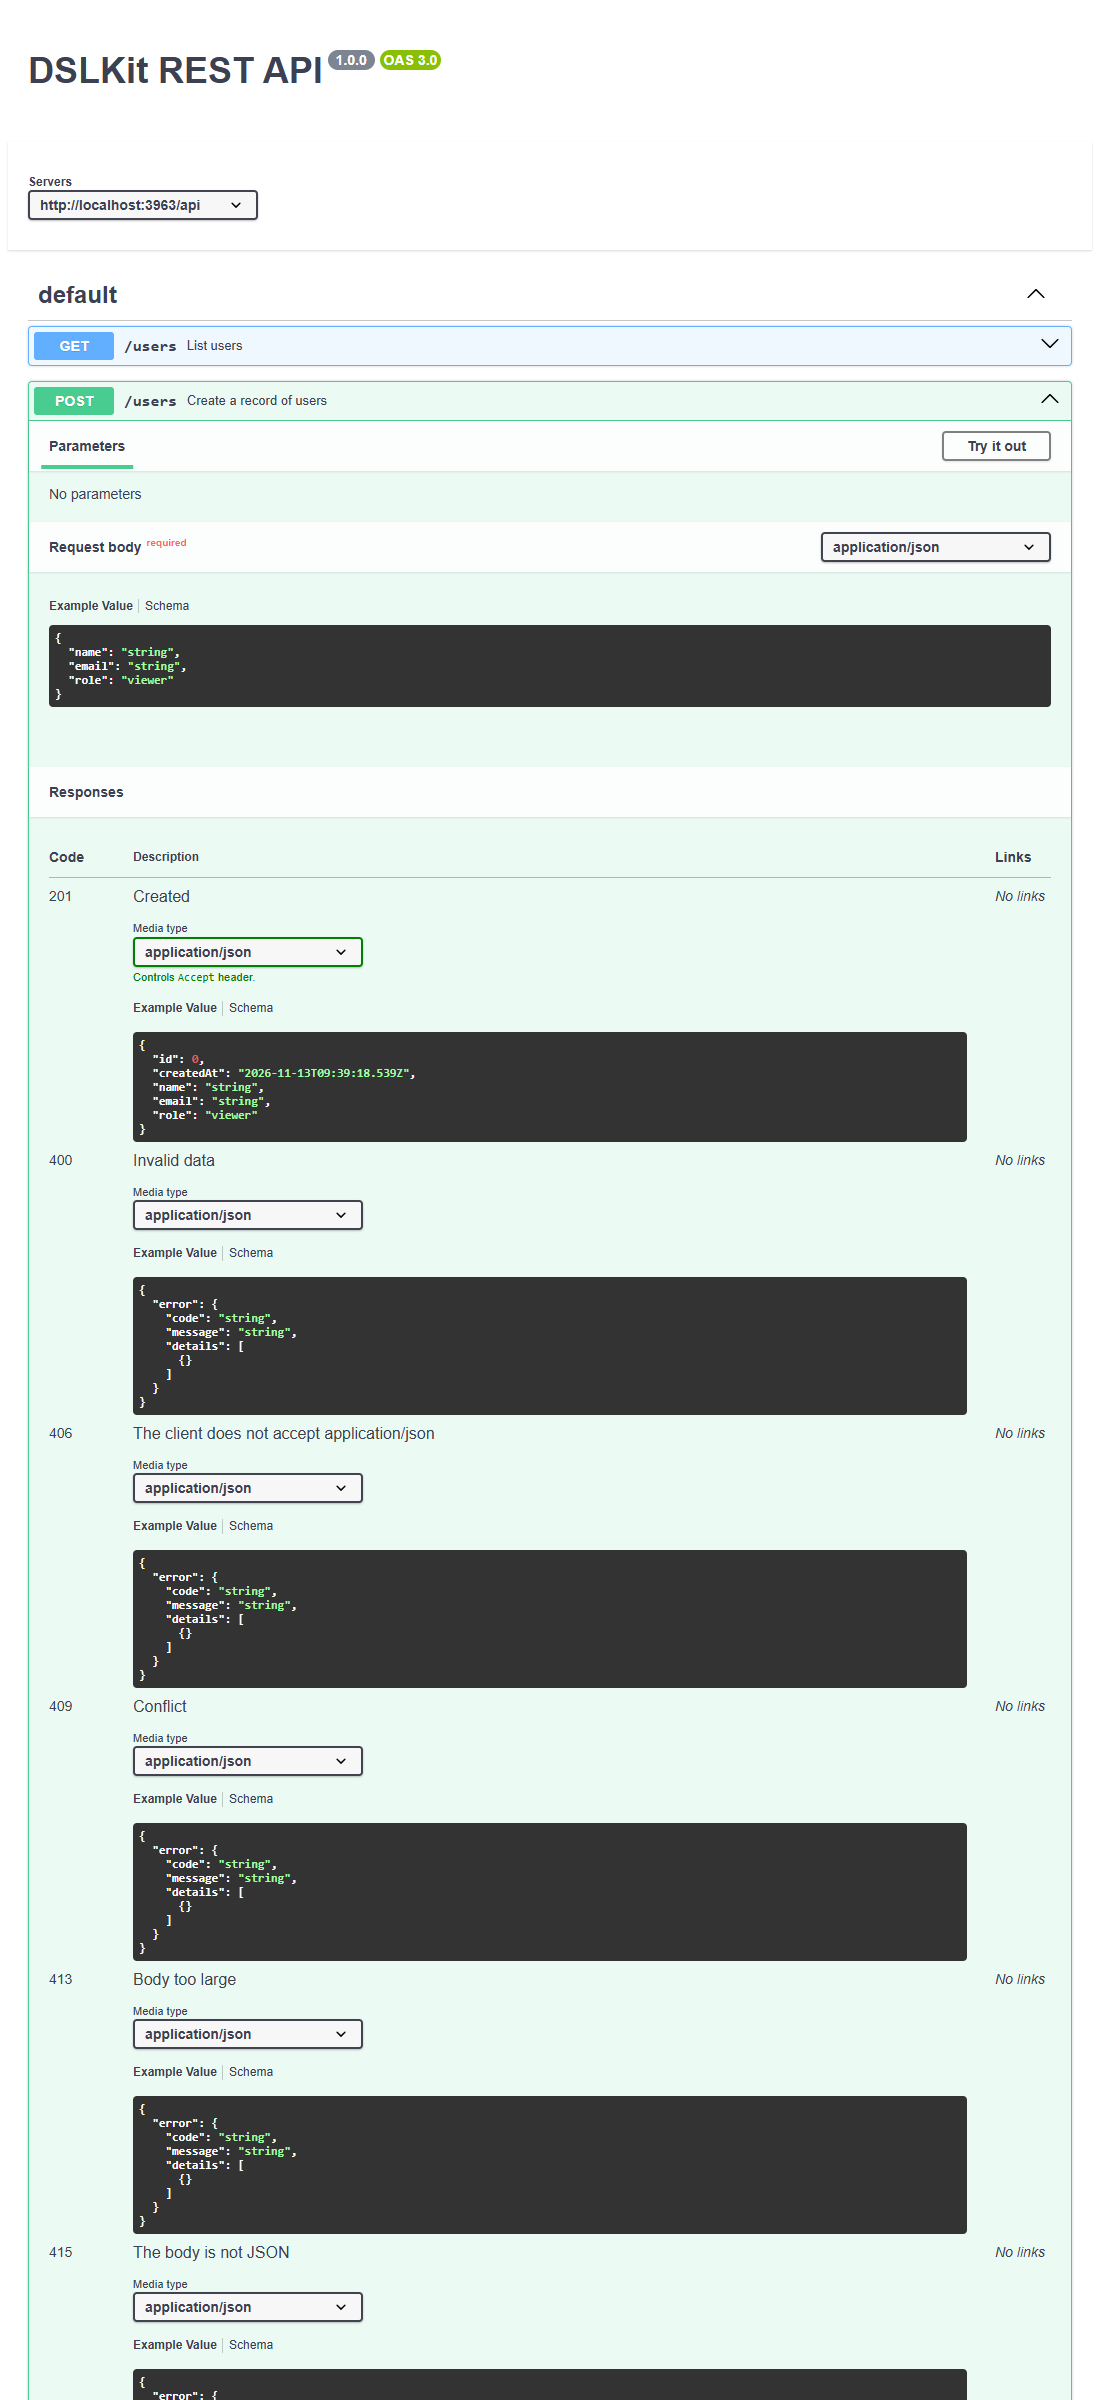 DSLKit REST API 1.0.0 OAS 3.0
Servers
http://localhost:3963/api
default
GET /users List users
POST /users Create a record of users
Parameters Try it out
No parameters
Request body required application/json
Example Value Schema
{
  "name": "string",
  "email": "string",
  "role": "viewer"
}
Responses
Code Description Links
201 Created No links
Media type
application/json
Controls Accept header.
Example Value Schema
{
  "id": 0,
  "createdAt": "2026-11-13T09:39:18.539Z",
  "name": "string",
  "email": "string",
  "role": "viewer"
}
400 Invalid data No links
Media type
application/json
Example Value Schema
{
  "error": {
    "code": "string",
    "message": "string",
    "details": [
      {}
    ]
  }
}
406 The client does not accept application/json No links
Media type
application/json
Example Value Schema
{
  "error": {
    "code": "string",
    "message": "string",
    "details": [
      {}
    ]
  }
}
409 Conflict No links
Media type
application/json
Example Value Schema
{
  "error": {
    "code": "string",
    "message": "string",
    "details": [
      {}
    ]
  }
}
413 Body too large No links
Media type
application/json
Example Value Schema
{
  "error": {
    "code": "string",
    "message": "string",
    "details": [
      {}
    ]
  }
}
415 The body is not JSON No links
Media type
application/json
Example Value Schema
{
  "error": {